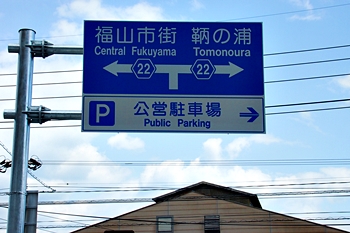 福山市街 鞆の浦
Central Fukuyama Tomonoura
22 22
P 公営駐車場
Public Parking